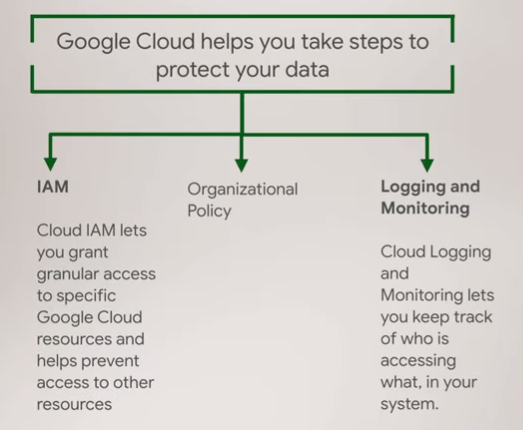 Google Cloud helps you take steps to
protect your data
IAM
Cloud IAM lets
you grant
granular access
to specific
Google Cloud
resources and
helps prevent
access to other
resources
Organizational
Policy
Logging and
Monitoring
Cloud Logging
and
Monitoring lets
you keep track
of who is
accessing
what, in your
system.